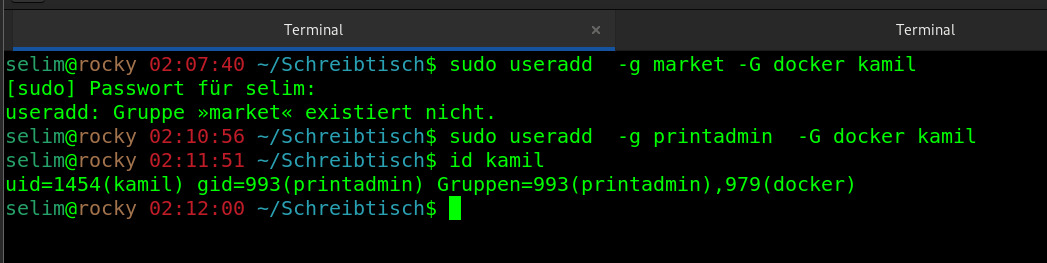 Terminal × Terminal
selim@rocky 02:07:40 ~/Schreibtisch$ sudo useradd  -g market -G docker kamil
[sudo] Passwort für selim:
useradd: Gruppe »market« existiert nicht.
selim@rocky 02:10:56 ~/Schreibtisch$ sudo useradd  -g printadmin  -G docker kamil
selim@rocky 02:11:51 ~/Schreibtisch$ id kamil
uid=1454(kamil) gid=993(printadmin) Gruppen=993(printadmin),979(docker)
selim@rocky 02:12:00 ~/Schreibtisch$